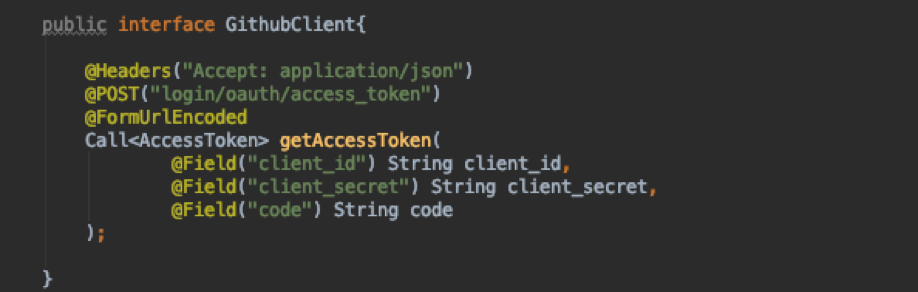 public interface GithubClient{
@Headers("Accept: application/json")
@POST("login/oauth/access_token")
@FormUrlEncoded
Call<AccessToken> getAccessToken(
@Field("client_id") String client_id,
@Field("client_secret") String client_secret,
@Field("code") String code
);
}